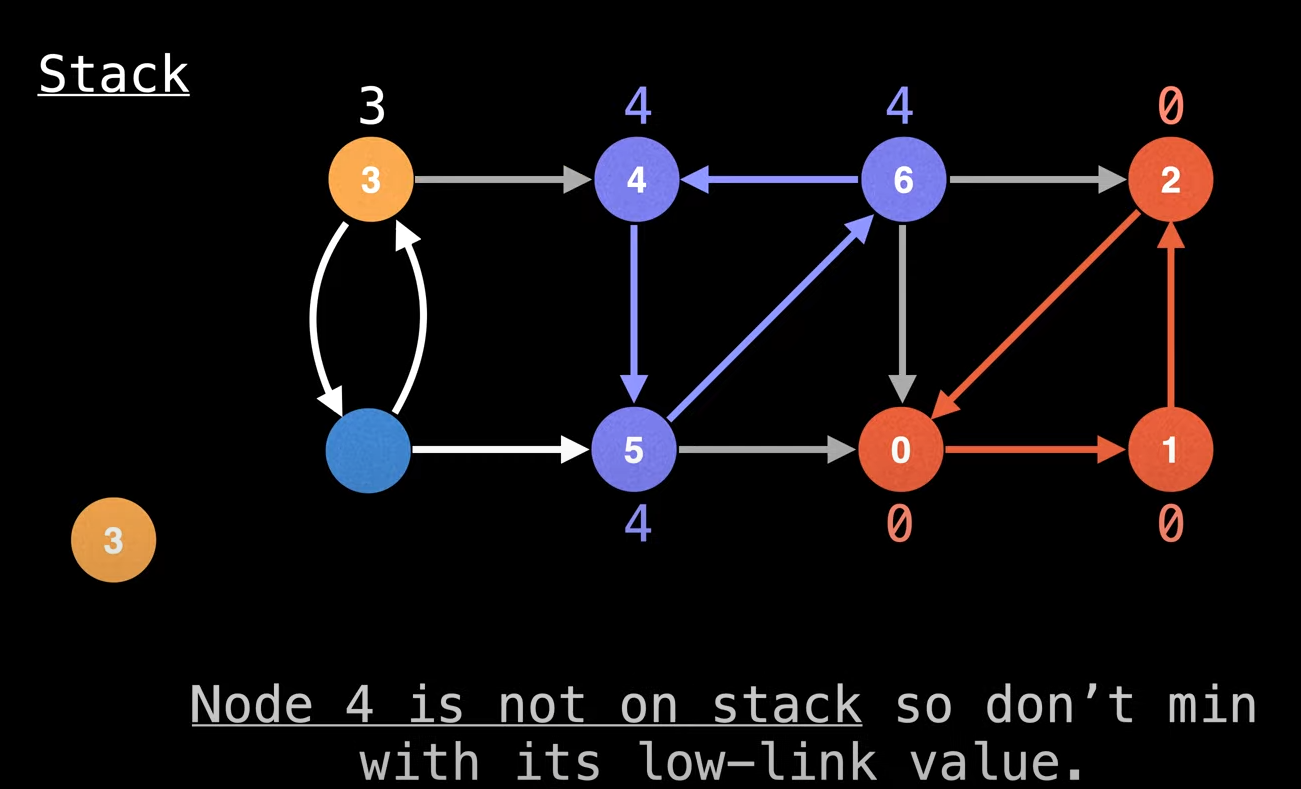 Stack
3 4 4 0
3 4 6 2
5 0 1
4 0 0
3
Node 4 is not on stack so don’t min
with its low-link value.